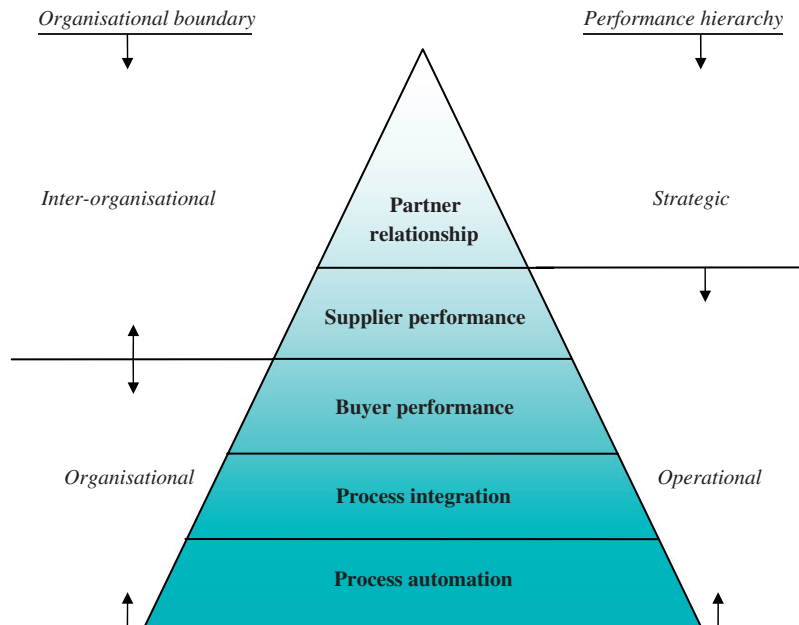 Organisational boundary
Performance hierarchy
Inter-organisational
Partner
relationship
Strategic
Supplier performance
Buyer performance
Organisational
Process integration
Operational
Process automation